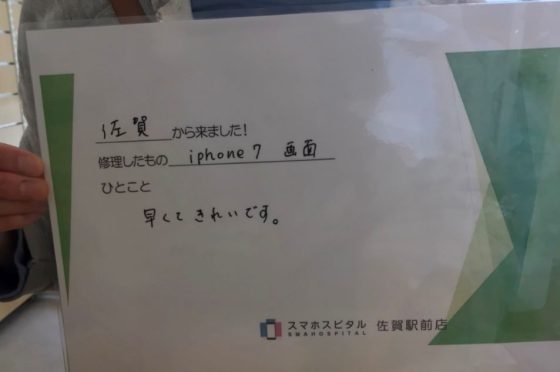 佐賀 から来ました!
修理したもの iphone7 画面
ひとこと
早くてきれいです。
スマホスピタル 佐賀駅前店
SMAHOSPITAL